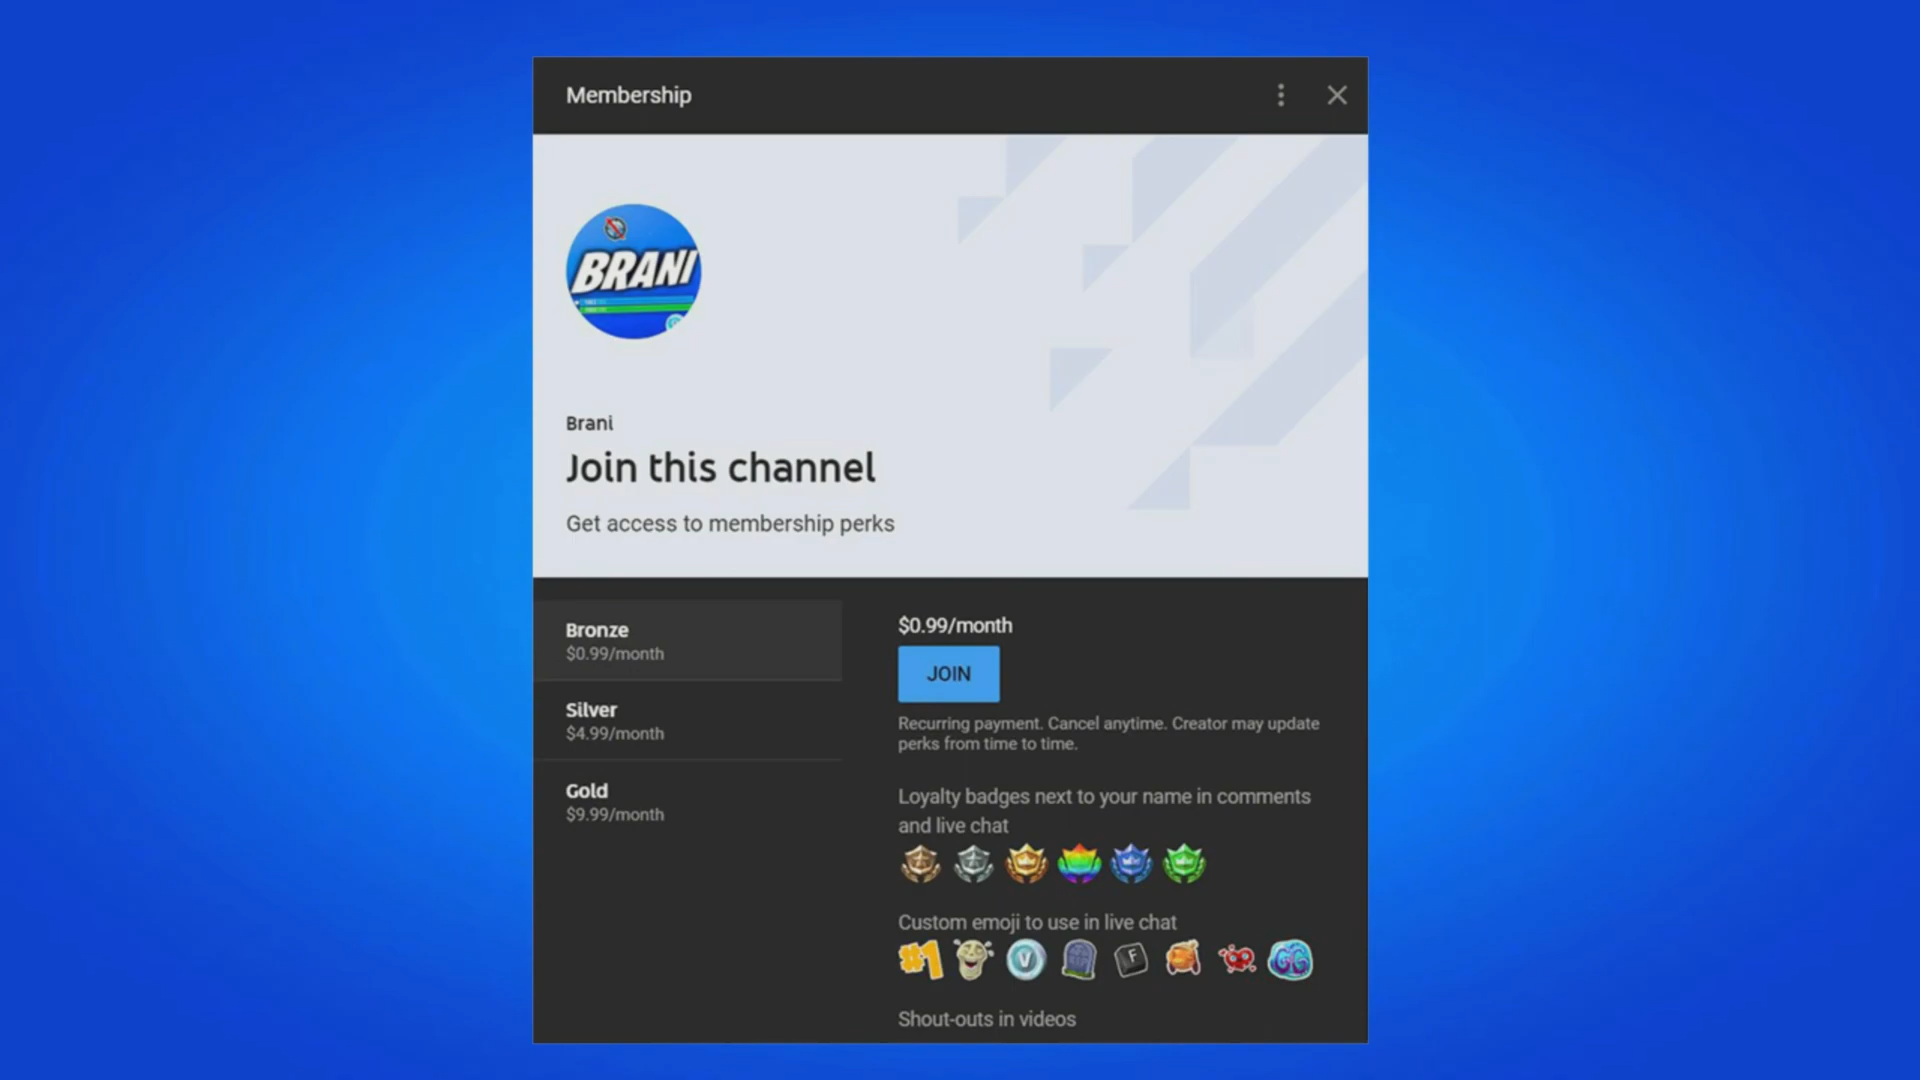 Membership
BRANI
Brani
Join this channel
Get access to membership perks
Bronze
$0.99/month
Silver
$4.99/month
Gold
$9.99/month
$0.99/month
JOIN
Recurring payment. Cancel anytime. Creator may update
perks from time to time.
Loyalty badges next to your name in comments
and live chat
Custom emoji to use in live chat
#1 V F GG
Shout-outs in videos